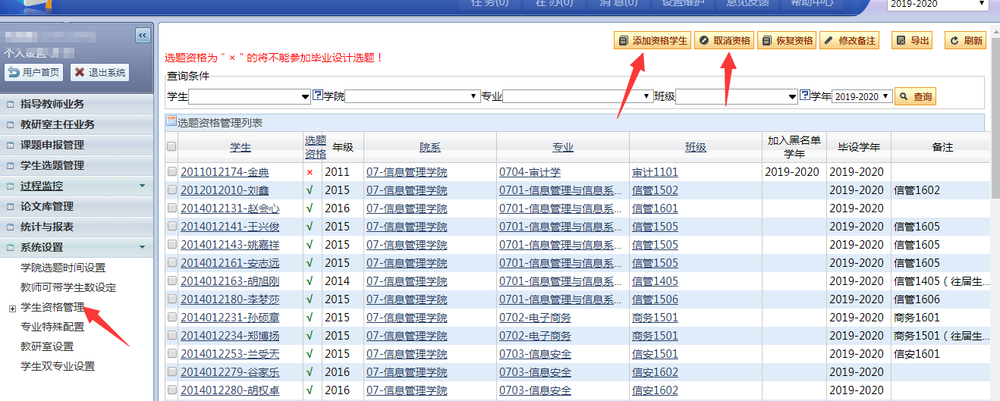 任务(0) 在办(0) 消息(0) 设置维护 意见反馈 帮助中心 2019-2020
个人设置
用户首页 退出系统
指导教师业务
教研室主任业务
课题申报管理
学生选题管理
过程监控
论文库管理
统计与报表
系统设置
学院选题时间设置
教师可带学生数设定
学生资格管理
专业特殊配置
教研室设置
学生双专业设置
添加资格学生 取消资格 恢复资格 修改备注 导出 刷新
选题资格为 " × " 的将不能参加毕业设计选题！
查询条件
学生 学院 专业 班级 学年 2019-2020 查询
选题资格管理列表
学生 选题资格 年级 院系 专业 班级 加入黑名单学年 毕设学年 备注
2011012174-金典 × 2011 07-信息管理学院 0704-审计学 审计1101 2019-2020 2019-2020
2012012010-刘鑫 √ 2015 07-信息管理学院 0701-信息管理与信息系... 信管1502 2019-2020 信管1602
2014012131-赵会心 √ 2016 07-信息管理学院 0701-信息管理与信息系... 信管1601 2019-2020
2014012141-王兴俊 √ 2015 07-信息管理学院 0701-信息管理与信息系... 信管1505 2019-2020 信管1605
2014012143-姚嘉祥 √ 2015 07-信息管理学院 0701-信息管理与信息系... 信管1505 2019-2020 信管1605
2014012161-安志远 √ 2015 07-信息管理学院 0701-信息管理与信息系... 信管1505 2019-2020 信管1605
2014012163-胡旭刚 √ 2014 07-信息管理学院 0701-信息管理与信息系... 信管1405 2019-2020 信管1405（往届生...
2014012180-李梦莎 √ 2015 07-信息管理学院 0701-信息管理与信息系... 信管1506 2019-2020 信管1606
2014012231-孙硕章 √ 2015 07-信息管理学院 0702-电子商务 商务1501 2019-2020 商务1601
2014012234-郑博扬 √ 2015 07-信息管理学院 0702-电子商务 商务1501 2019-2020 商务1501（往届生...
2014012253-兰受天 √ 2015 07-信息管理学院 0703-信息安全 信安1501 2019-2020 信安1601
2014012279-谷家乐 √ 2016 07-信息管理学院 0703-信息安全 信安1602 2019-2020
2014012280-胡权卓 √ 2016 07-信息管理学院 0703-信息安全 信安1602 2019-2020